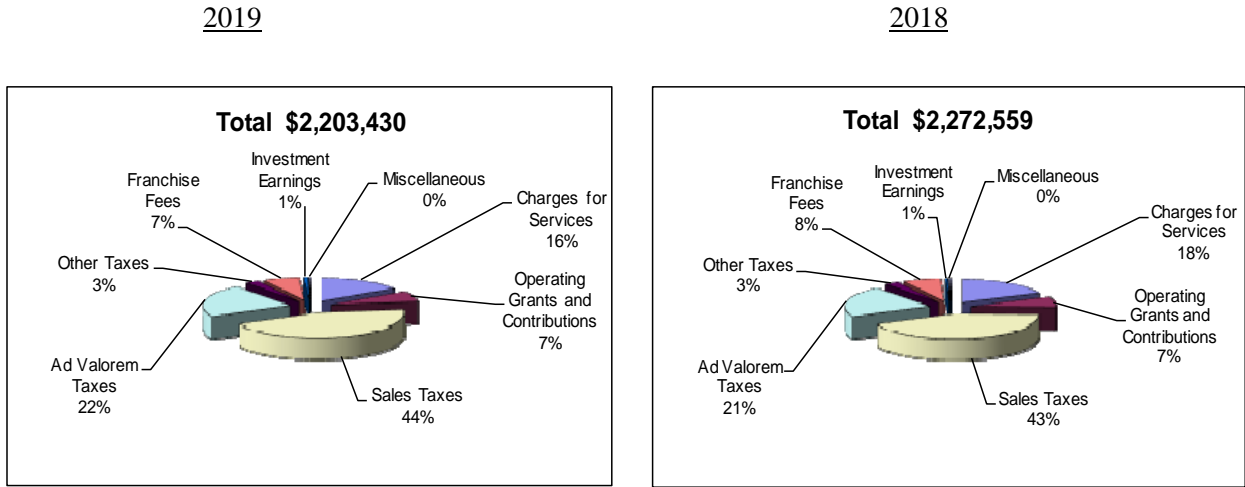 2019
2018
Total $2,203,430
Investment
Earnings
1%
Miscellaneous
0%
Franchise
Fees
7%
Charges for
Services
16%
Other Taxes
3%
Operating
Grants and
Contributions
7%
Ad Valorem
Taxes
22%
Sales Taxes
44%
Total $2,272,559
Investment
Earnings
1%
Miscellaneous
0%
Franchise
Fees
8%
Charges for
Services
18%
Other Taxes
3%
Operating
Grants and
Contributions
7%
Ad Valorem
Taxes
21%
Sales Taxes
43%